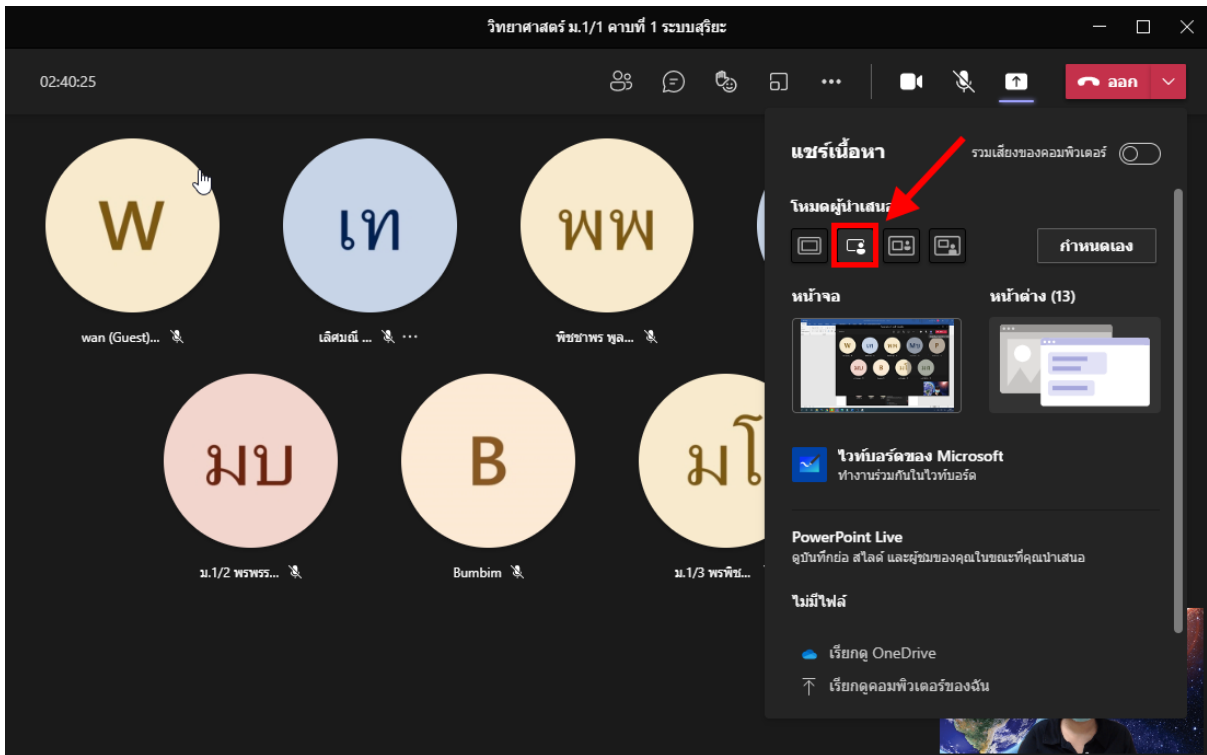 วิทยาศาสตร์ ม.1/1 คาบที่ 1 ระบบสุริยะ
02:40:25
ออก
แชร์เนื้อหา
รวมเสียงของคอมพิวเตอร์
โหมดผู้นำเสนอ
กำหนดเอง
หน้าจอ
หน้าต่าง (13)
W
เท
พพ
wan (Guest)...
เลิศมณี ...
พิชชาพร พูล...
มบ
B
มโ
ม.1/2 พรพรร...
Bumbim
ม.1/3 พรพิช...
ไวท์บอร์ดของ Microsoft
ทำงานร่วมกันในไวท์บอร์ด
PowerPoint Live
ดูบันทึกย่อ สไลด์ และผู้ชมของคุณในขณะที่คุณนำเสนอ
ไม่มีไฟล์
เรียกดู OneDrive
เรียกดูคอมพิวเตอร์ของฉัน